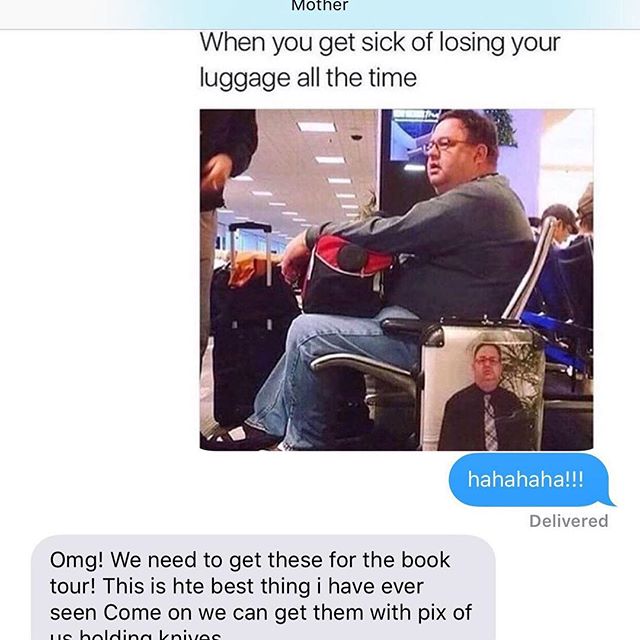 Mother
When you get sick of losing your
luggage all the time
hahahaha!!!
Delivered
Omg! We need to get these for the book
tour! This is hte best thing i have ever
seen Come on we can get them with pix of
us holding knives